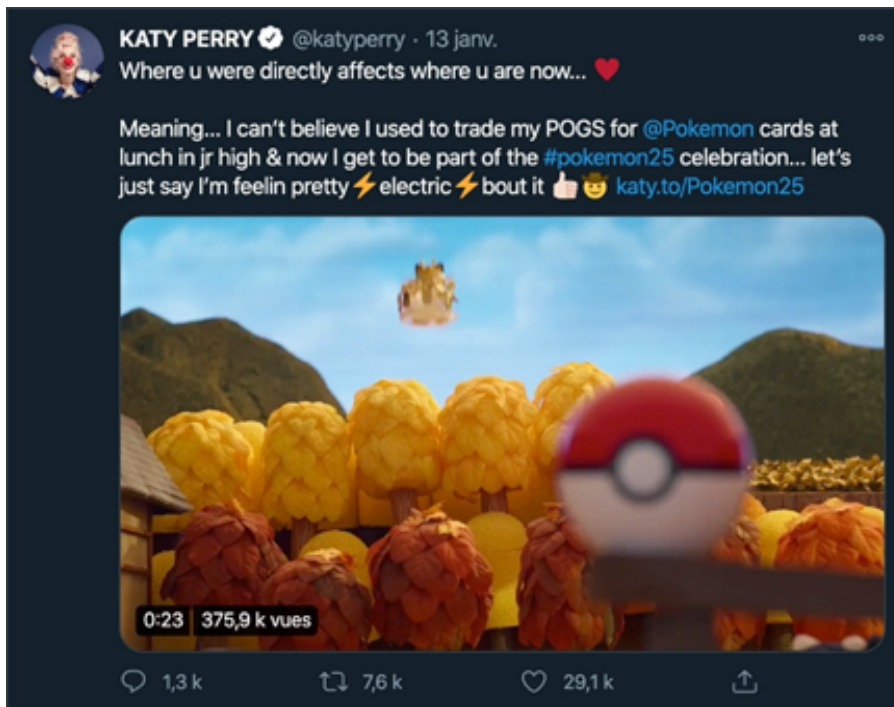 KATY PERRY @katyperry · 13 janv.
Where u were directly affects where u are now... ❤️
Meaning... I can't believe I used to trade my POGS for @Pokemon cards at
lunch in jr high & now I get to be part of the #pokemon25 celebration... let's
just say I'm feelin pretty⚡electric⚡bout it 👍🏻🤠 katy.to/Pokemon25
0:23 375,9 k vues
1,3 k 7,6 k 29,1 k